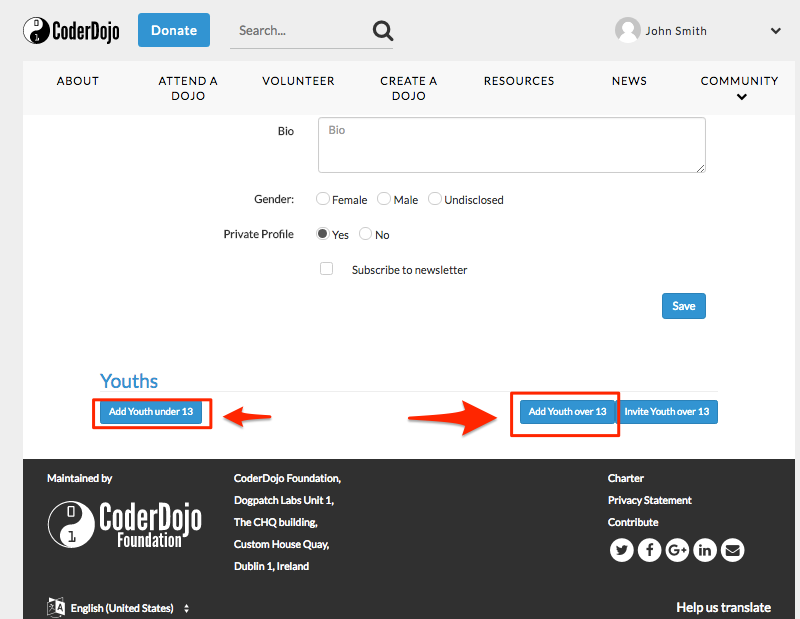 CoderDojo
Donate
Search...
John Smith
ABOUT
ATTEND A
DOJO
VOLUNTEER
CREATE A
DOJO
RESOURCES
NEWS
COMMUNITY
Bio
Bio
Gender:
Female
Male
Undisclosed
Private Profile
Yes
No
Subscribe to newsletter
Save
Youths
Add Youth under 13
Add Youth over 13
Invite Youth over 13
Maintained by
CoderDojo
Foundation
CoderDojo Foundation,
Dogpatch Labs Unit 1,
The CHQ building,
Custom House Quay,
Dublin 1, Ireland
Charter
Privacy Statement
Contribute
English (United States)
Help us translate